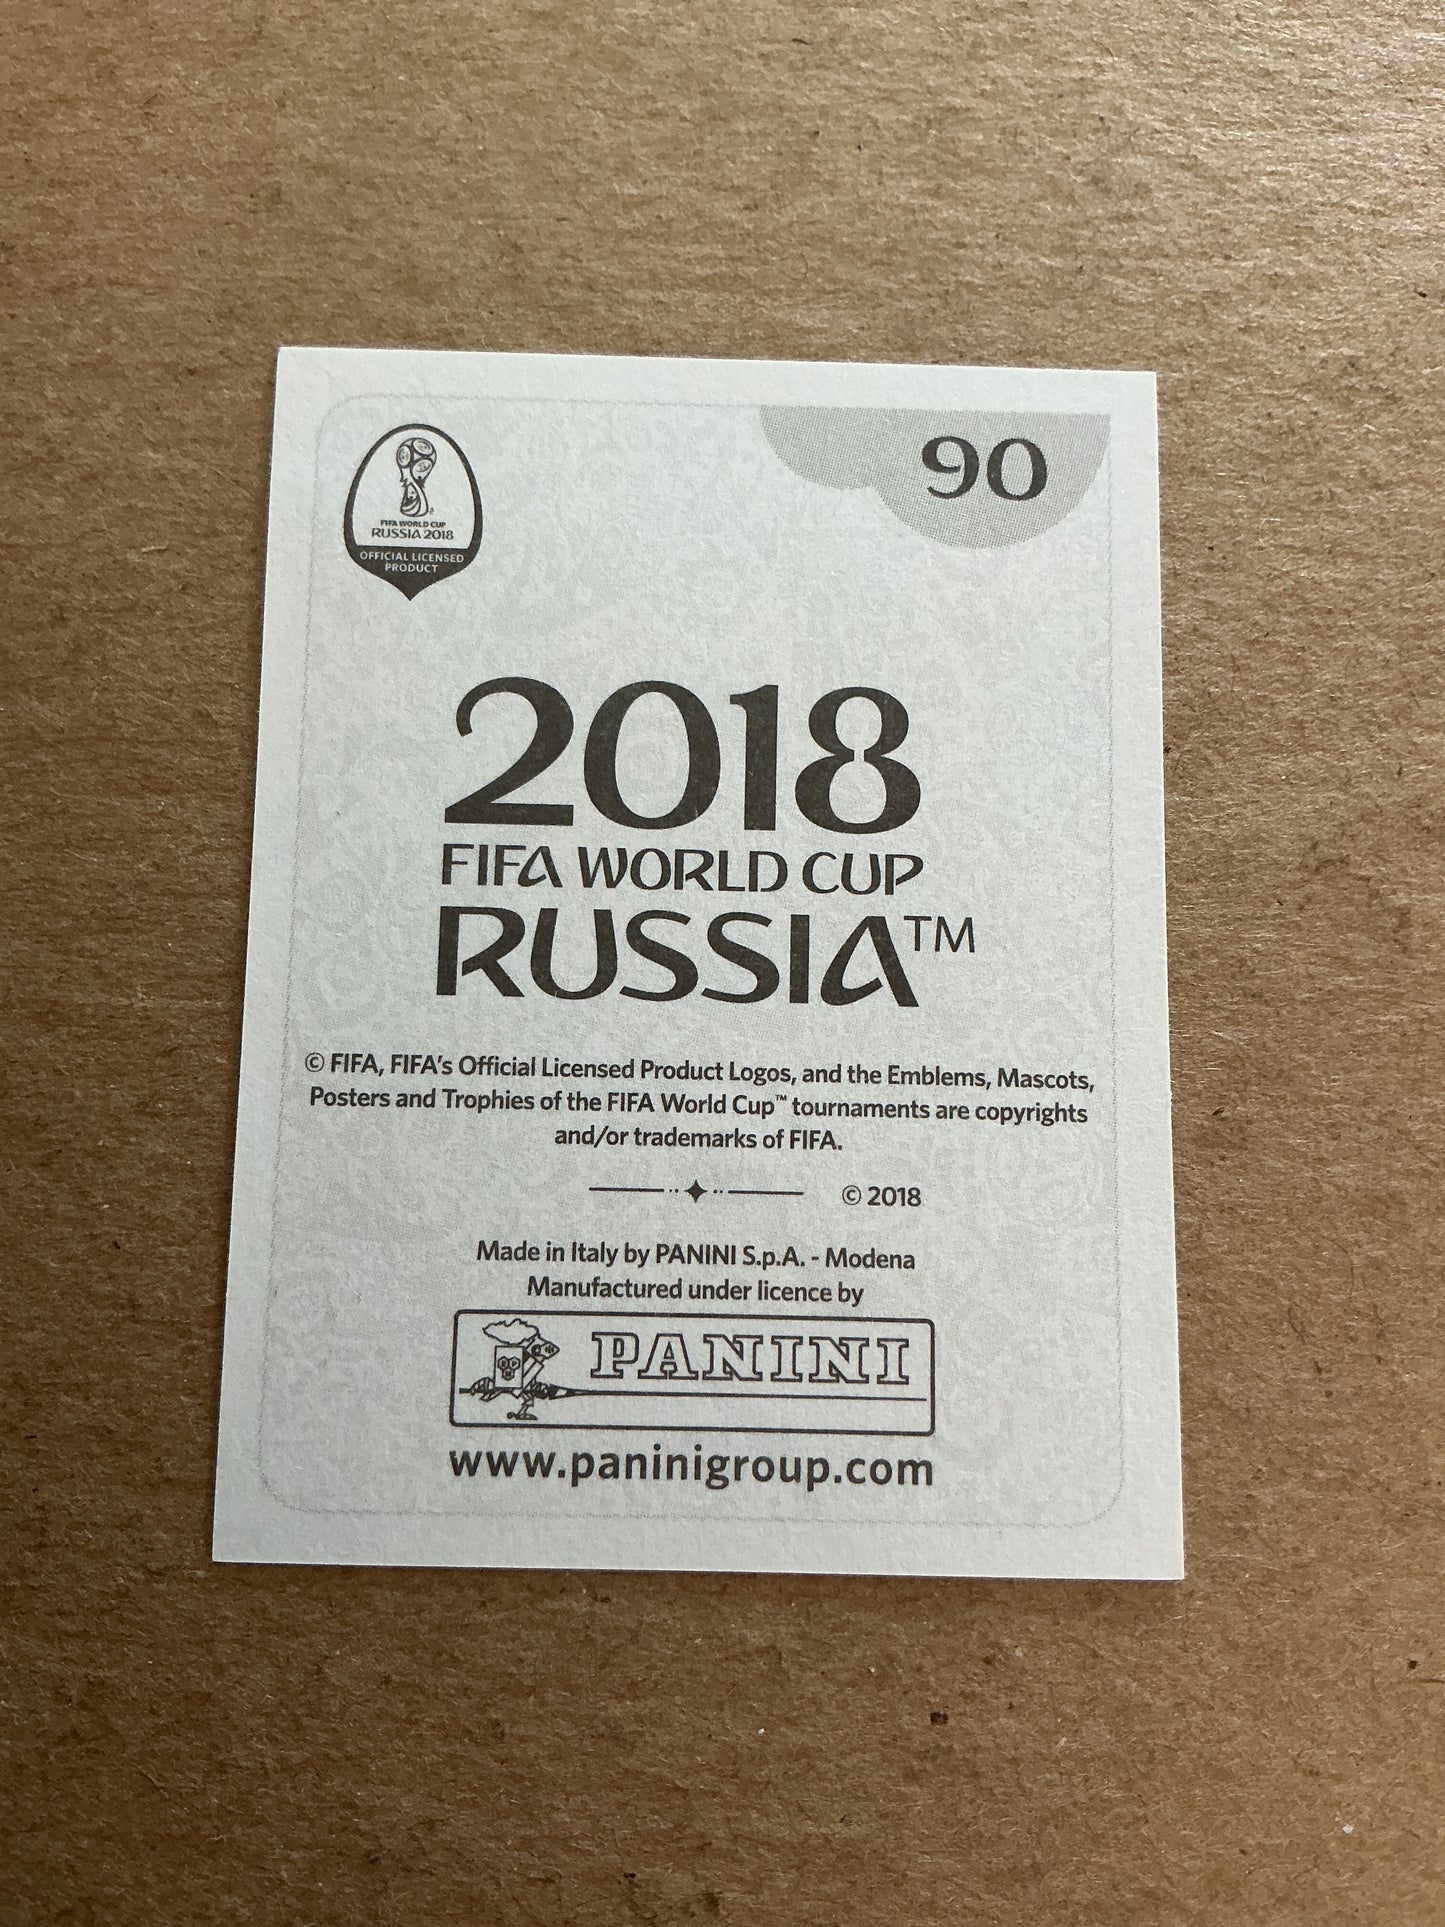 90
FIFA WORLD CUP
RUSSIA 2018
OFFICIAL LICENSED
PRODUCT
2018
FIFA WORLD CUP
RUSSIA™
© FIFA, FIFA's Official Licensed Product Logos, and the Emblems, Mascots,
Posters and Trophies of the FIFA World Cup™ tournaments are copyrights
and/or trademarks of FIFA.
© 2018
Made in Italy by PANINI S.p.A. - Modena
Manufactured under licence by
PANINI
www.paninigroup.com